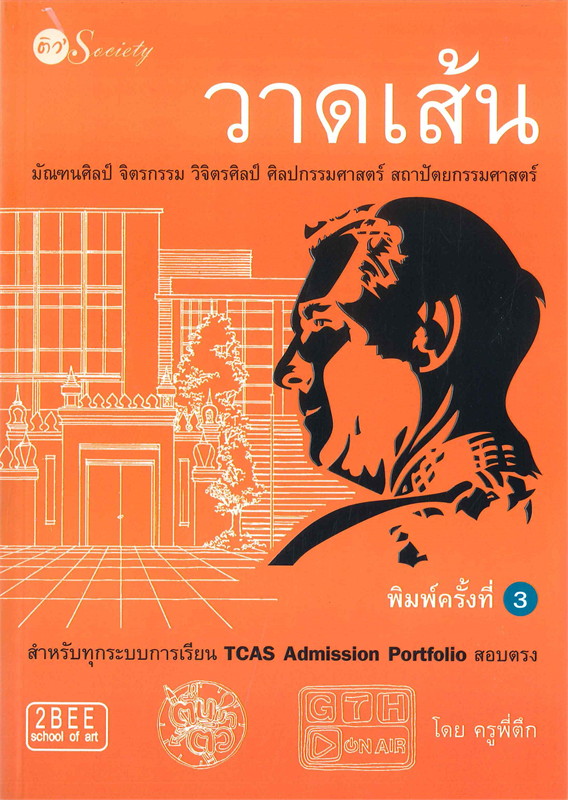 ติว' Society
วาดเส้น
มัณฑนศิลป์ จิตรกรรม วิจิตรศิลป์ ศิลปกรรมศาสตร์ สถาปัตยกรรมศาสตร์
พิมพ์ครั้งที่ 3
สำหรับทุกระบบการเรียน TCAS Admission Portfolio สอบตรง
2BEE
school of art
GTH
ON AIR
โดย ครูพี่ตึก